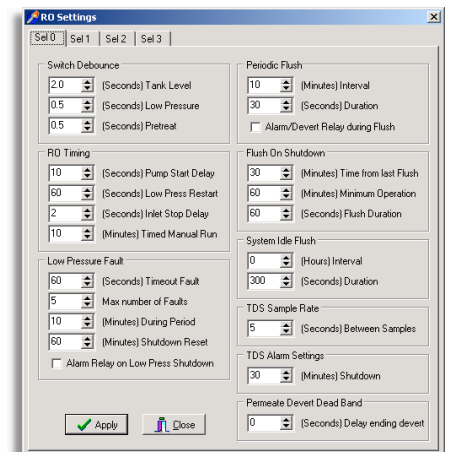 RO Settings
Sel 0 Sel 1 Sel 2 Sel 3
Switch Debounce
2.0 (Seconds) Tank Level
0.5 (Seconds) Low Pressure
0.5 (Seconds) Pretreat
RO Timing
10 (Seconds) Pump Start Delay
60 (Seconds) Low Press Restart
2 (Seconds) Inlet Stop Delay
10 (Minutes) Timed Manual Run
Low Pressure Fault
60 (Seconds) Timeout Fault
5 Max number of Faults
10 (Minutes) During Period
60 (Minutes) Shutdown Reset
Alarm Relay on Low Press Shutdown
Apply Close
Periodic Flush
10 (Minutes) Interval
30 (Seconds) Duration
Alarm/Devert Relay during Flush
Flush On Shutdown
30 (Minutes) Time from last Flush
60 (Minutes) Minimum Operation
60 (Seconds) Flush Duration
System Idle Flush
0 (Hours) Interval
300 (Seconds) Duration
TDS Sample Rate
5 (Seconds) Between Samples
TDS Alarm Settings
30 (Minutes) Shutdown
Permeate Devert Dead Band
0 (Seconds) Delay ending devert